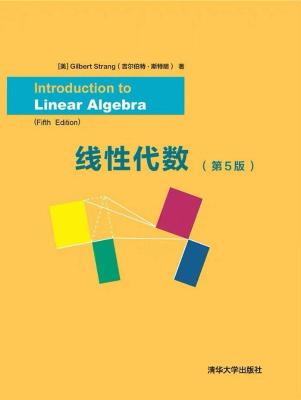 [美] Gilbert Strang（吉尔伯特·斯特朗）著
Introduction to
Linear Algebra
(Fifth Edition)
线性代数（第5版）
清华大学出版社